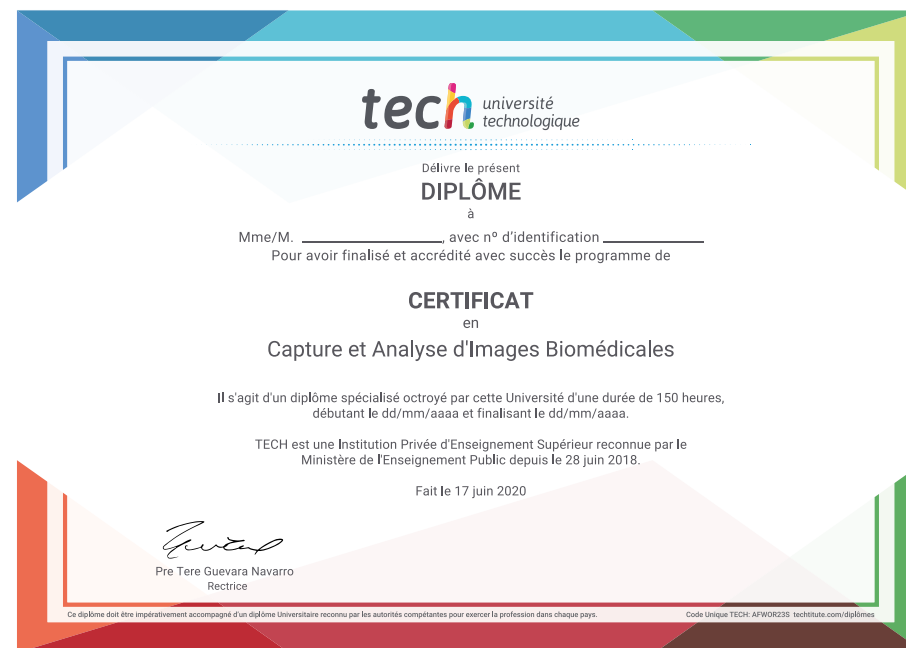 tech université
technologique
Délivre le présent
DIPLÔME
à
Mme/M. ____________________, avec nº d'identification ______________
Pour avoir finalisé et accrédité avec succès le programme de
CERTIFICAT
en
Capture et Analyse d'Images Biomédicales
Il s'agit d'un diplôme spécialisé octroyé par cette Université d'une durée de 150 heures,
débutant le dd/mm/aaaa et finalisant le dd/mm/aaaa.
TECH est une Institution Privée d'Enseignement Supérieur reconnue par le
Ministère de l'Enseignement Public depuis le 28 juin 2018.
Fait le 17 juin 2020
Pre Tere Guevara Navarro
Rectrice
Ce diplôme doit être impérativement accompagné d'un diplôme Universitaire reconnu par les autorités compétentes pour exercer la profession dans chaque pays.
Code Unique TECH: AFWOR23S techtitute.com/diplômes